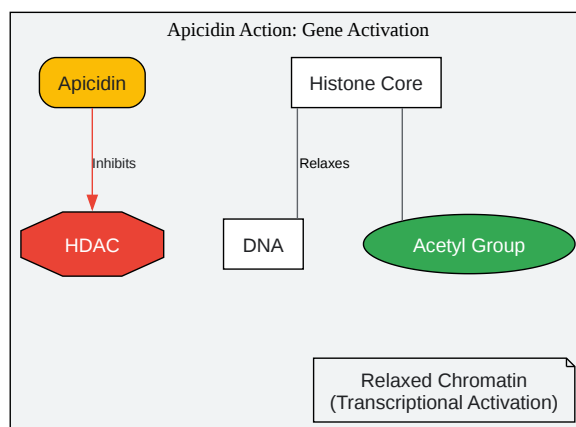 Apicidin Action: Gene Activation
Apicidin
Histone Core
Inhibits
Relaxes
HDAC
DNA
Acetyl Group
Relaxed Chromatin
(Transcriptional Activation)